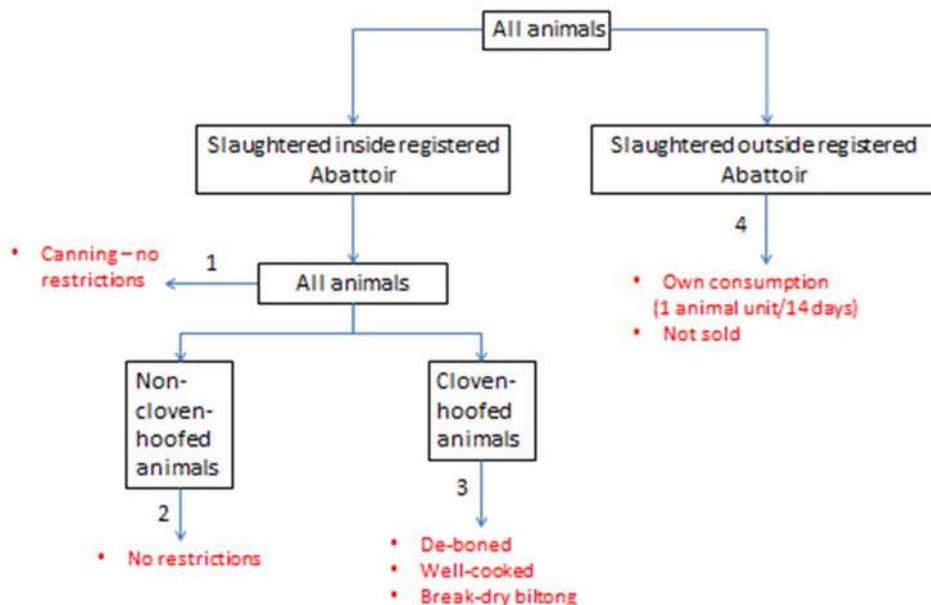 All animals
Slaughtered inside registered
Abattoir
Slaughtered outside registered
Abattoir
4
• Canning – no
restrictions
1
All animals
• Own consumption
(1 animal unit/14 days)
• Not sold
Non-
cloven-
hoofed
animals
Cloven-
hoofed
animals
2
3
• No restrictions
• De-boned
• Well-cooked
• Break-dry biltong